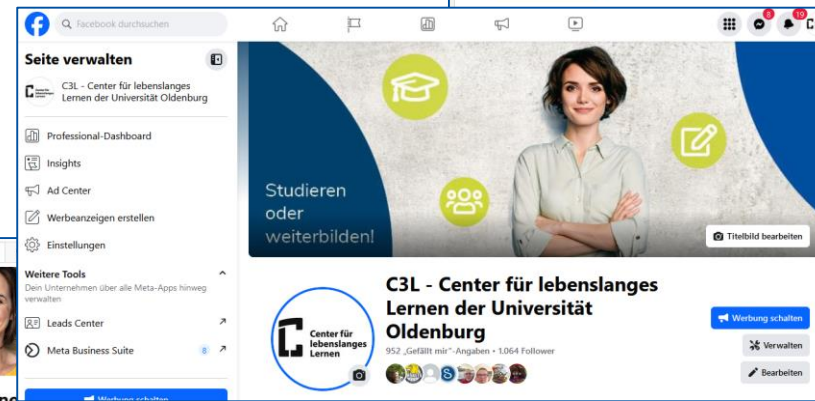 Facebook durchsuchen
8
19
Seite verwalten
C3L - Center für lebenslanges
Lernen der Universität Oldenburg
Professional-Dashboard
Insights
Ad Center
Werbeanzeigen erstellen
Einstellungen
Weitere Tools
Dein Unternehmen über alle Meta-Apps hinweg
verwalten
Leads Center
Meta Business Suite
8
Werbung schalten
Studieren
oder
weiterbilden!
Titelbild bearbeiten
Center für
lebenslanges
Lernen
C3L - Center für lebenslanges
Lernen der Universität
Oldenburg
952 „Gefällt mir"-Angaben • 1.064 Follower
Werbung schalten
Verwalten
Bearbeiten